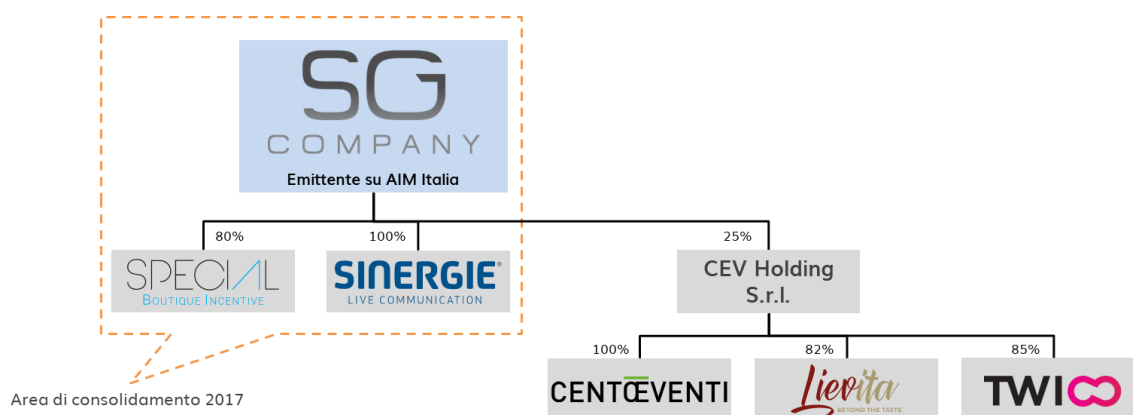 SG
COMPANY
Emittente su AIM Italia
80%
100%
25%
SPECIAL
BOUTIQUE INCENTIVE
SINERGIE®
LIVE COMMUNICATION
CEV Holding
S.r.l.
100%
82%
85%
CENTOEVENTI
Lievita
BEYOND THE TASTE
TWICO
Area di consolidamento 2017